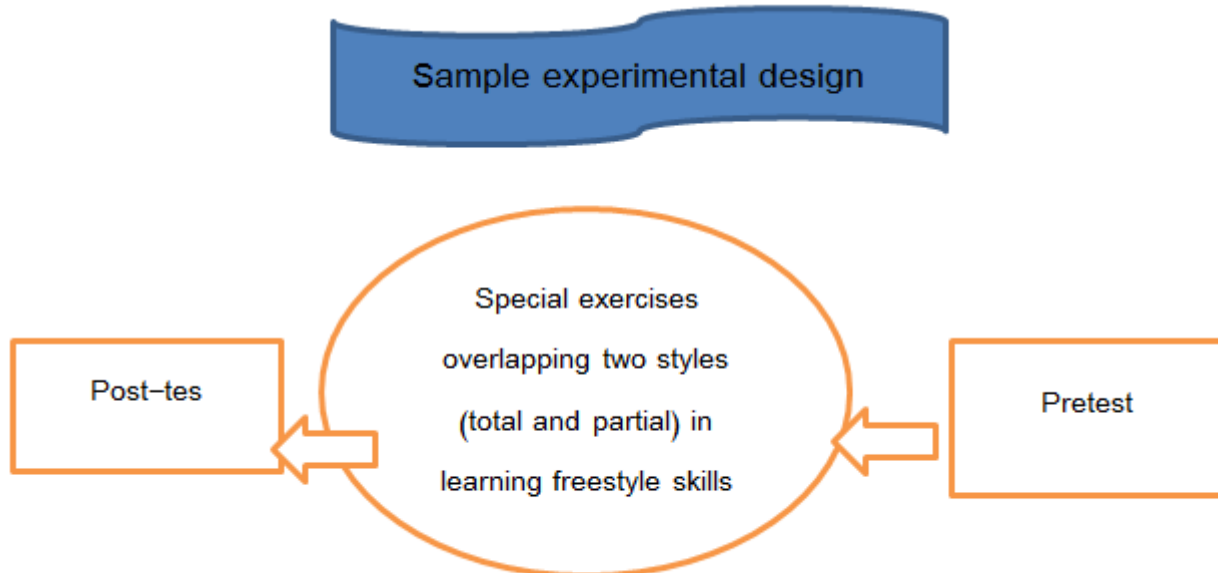 Sample experimental design
Special exercises
overlapping two styles
(total and partial) in
learning freestyle skills
Post-tes
Pretest